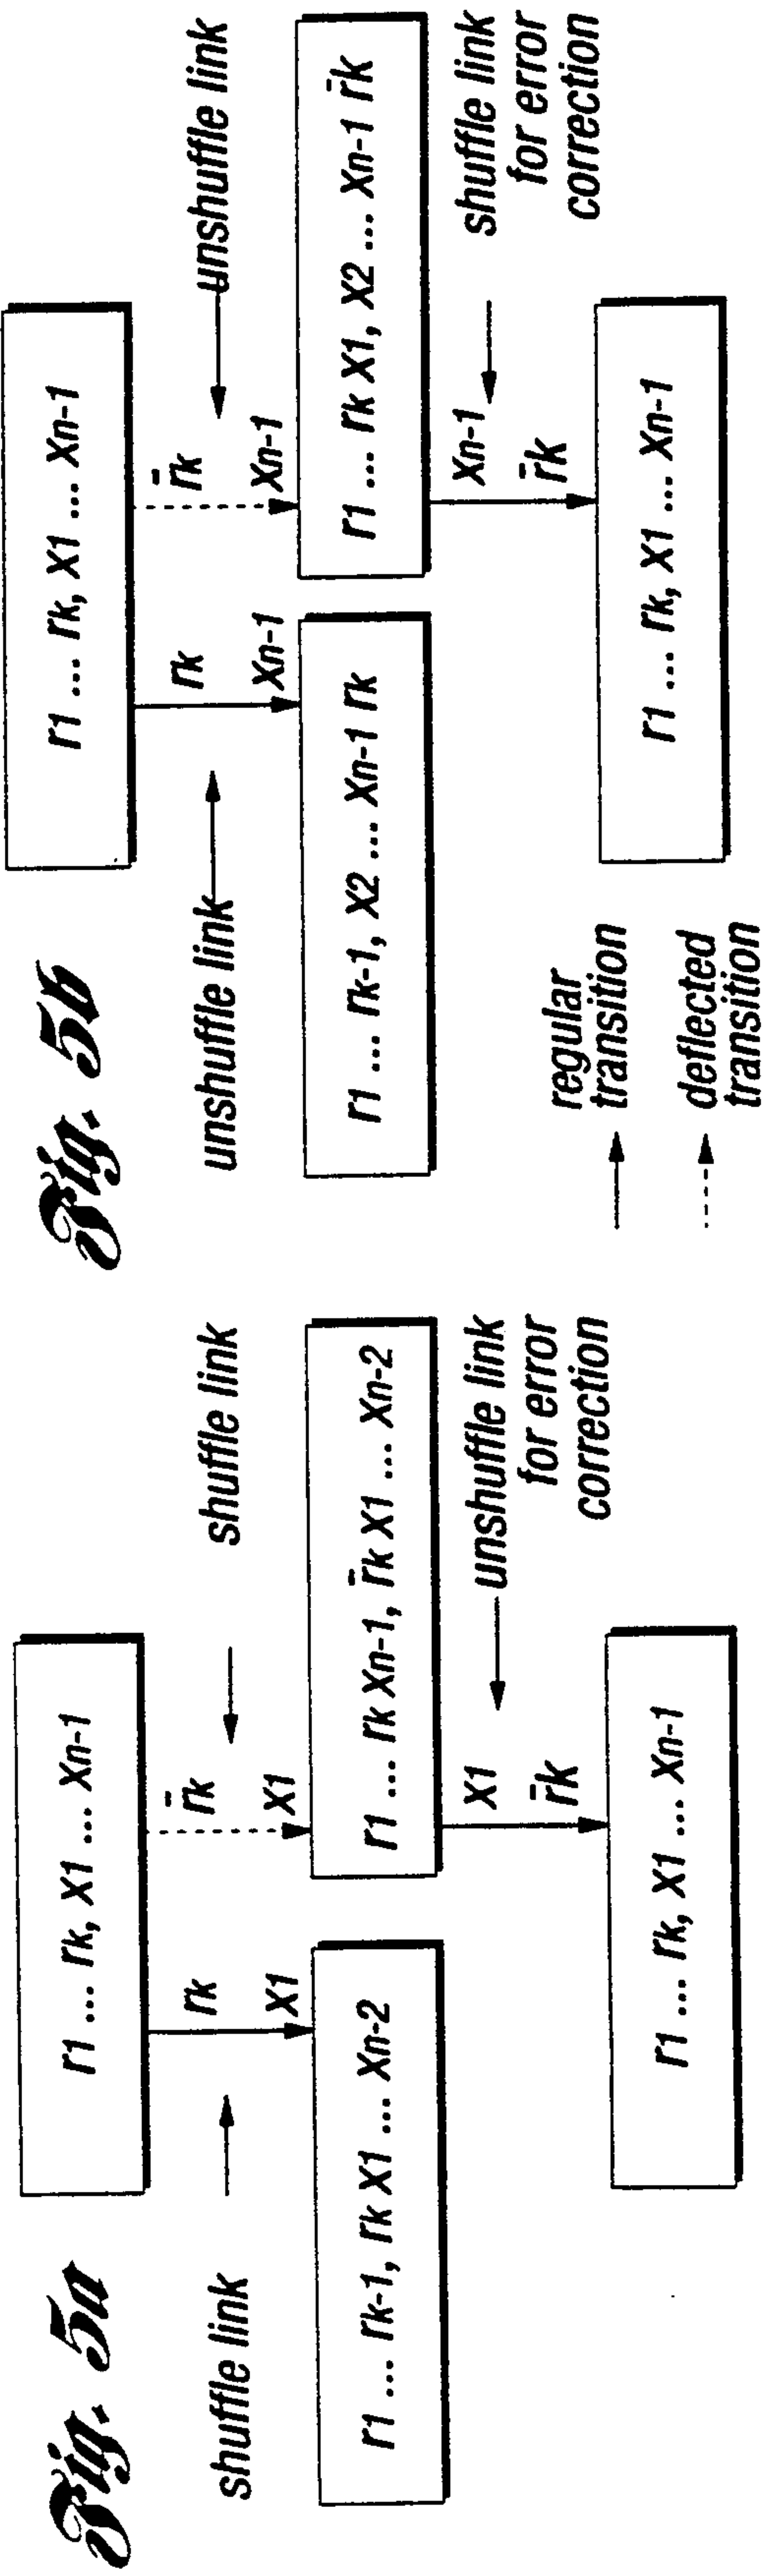 Fig. 5a
r1 ... rk, X1 ... Xn-1
shuffle link
rk
X1
r̄k
X1
shuffle link
r1 ... rk-1, rk X1 ... Xn-2
r1 ... rk Xn-1, r̄k X1 ... Xn-2
X1
r̄k
unshuffle link
for error
correction
r1 ... rk, X1 ... Xn-1
Fig. 5b
r1 ... rk, X1 ... Xn-1
unshuffle link
rk
Xn-1
r̄k
Xn-1
unshuffle link
r1 ... rk-1, X2 ... Xn-1 rk
r1 ... rk X1, X2 ... Xn-1 r̄k
Xn-1
r̄k
shuffle link
for error
correction
r1 ... rk, X1 ... Xn-1
regular
transition
deflected
transition